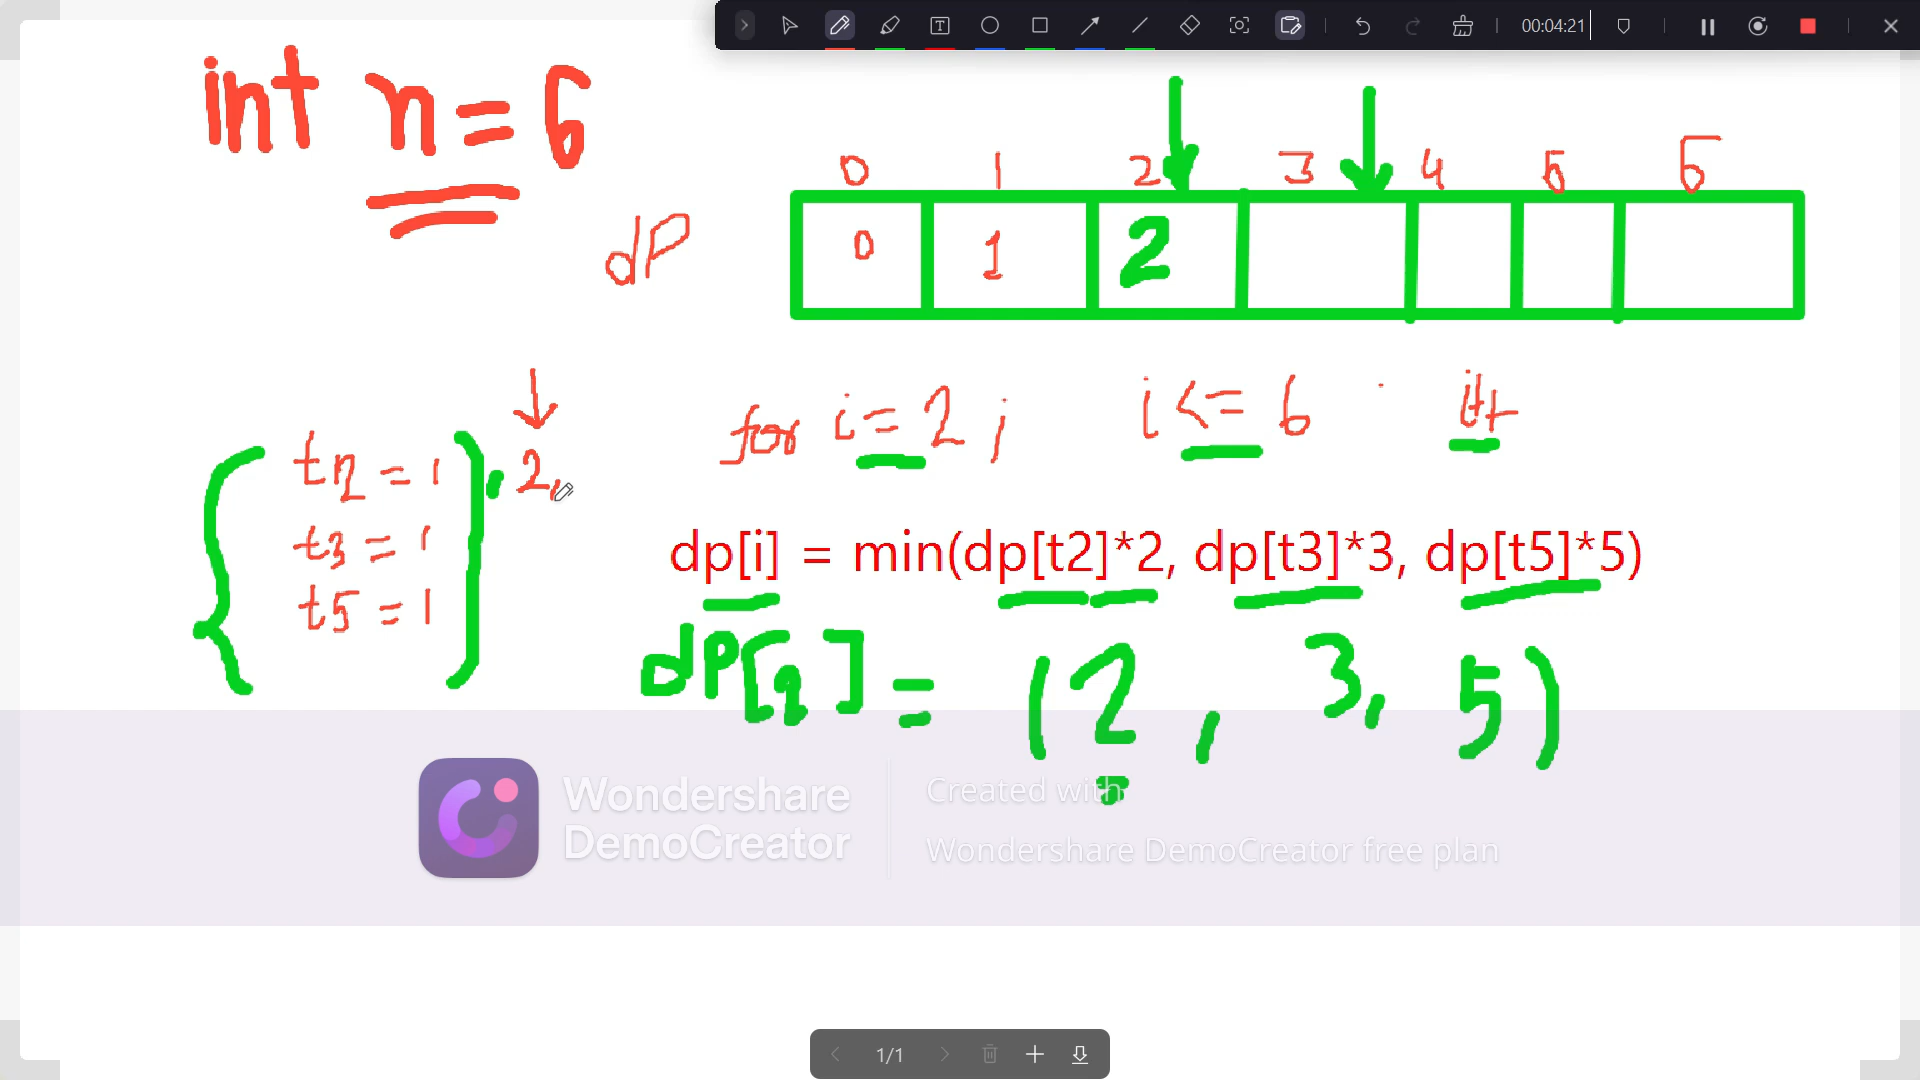 00:04:21
int n = 6
0 1 2 3 4 5 6
dP
0 1 2
for i = 2 ; i <= 6 i++
t2 = 1 , 2,
t3 = 1
t5 = 1
dp[i] = min(dp[t2]*2, dp[t3]*3, dp[t5]*5)
dP[2] = (2, 3, 5)
Wondershare DemoCreator
Created with
Wondershare DemoCreator free plan
1/1